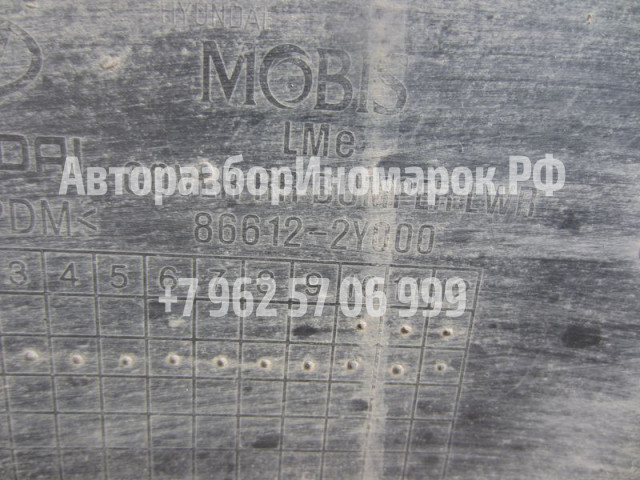 HYUNDAI
MOBIS
LMe
АвторазборИномарок.РФ
PDM<
86612-2Y000
3 4 5 6 7 8 9
+7 962 57 06 999